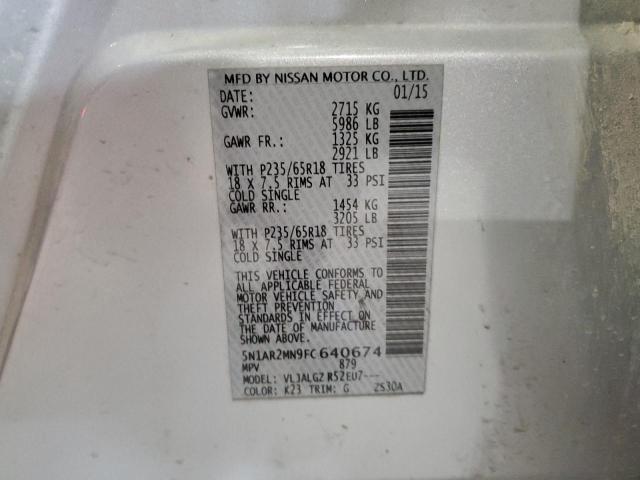 MFD BY NISSAN MOTOR CO., LTD.
DATE: 01/15
GVWR: 2715 KG
5986 LB
GAWR FR.: 1325 KG
2921 LB
WITH P235/65R18 TIRES
18 X 7.5 RIMS AT 33 PSI
COLD SINGLE
GAWR RR.: 1454 KG
3205 LB
WITH P235/65R18 TIRES
18 X 7.5 RIMS AT 33 PSI
COLD SINGLE
THIS VEHICLE CONFORMS TO
ALL APPLICABLE FEDERAL
MOTOR VEHICLE SAFETY AND
THEFT PREVENTION
STANDARDS IN EFFECT ON
THE DATE OF MANUFACTURE
SHOWN ABOVE.
5N1AR2MN9FC640674
MPV 879
MODEL: VLJALGZ R52EU7---
COLOR: K23 TRIM: G ZS30A